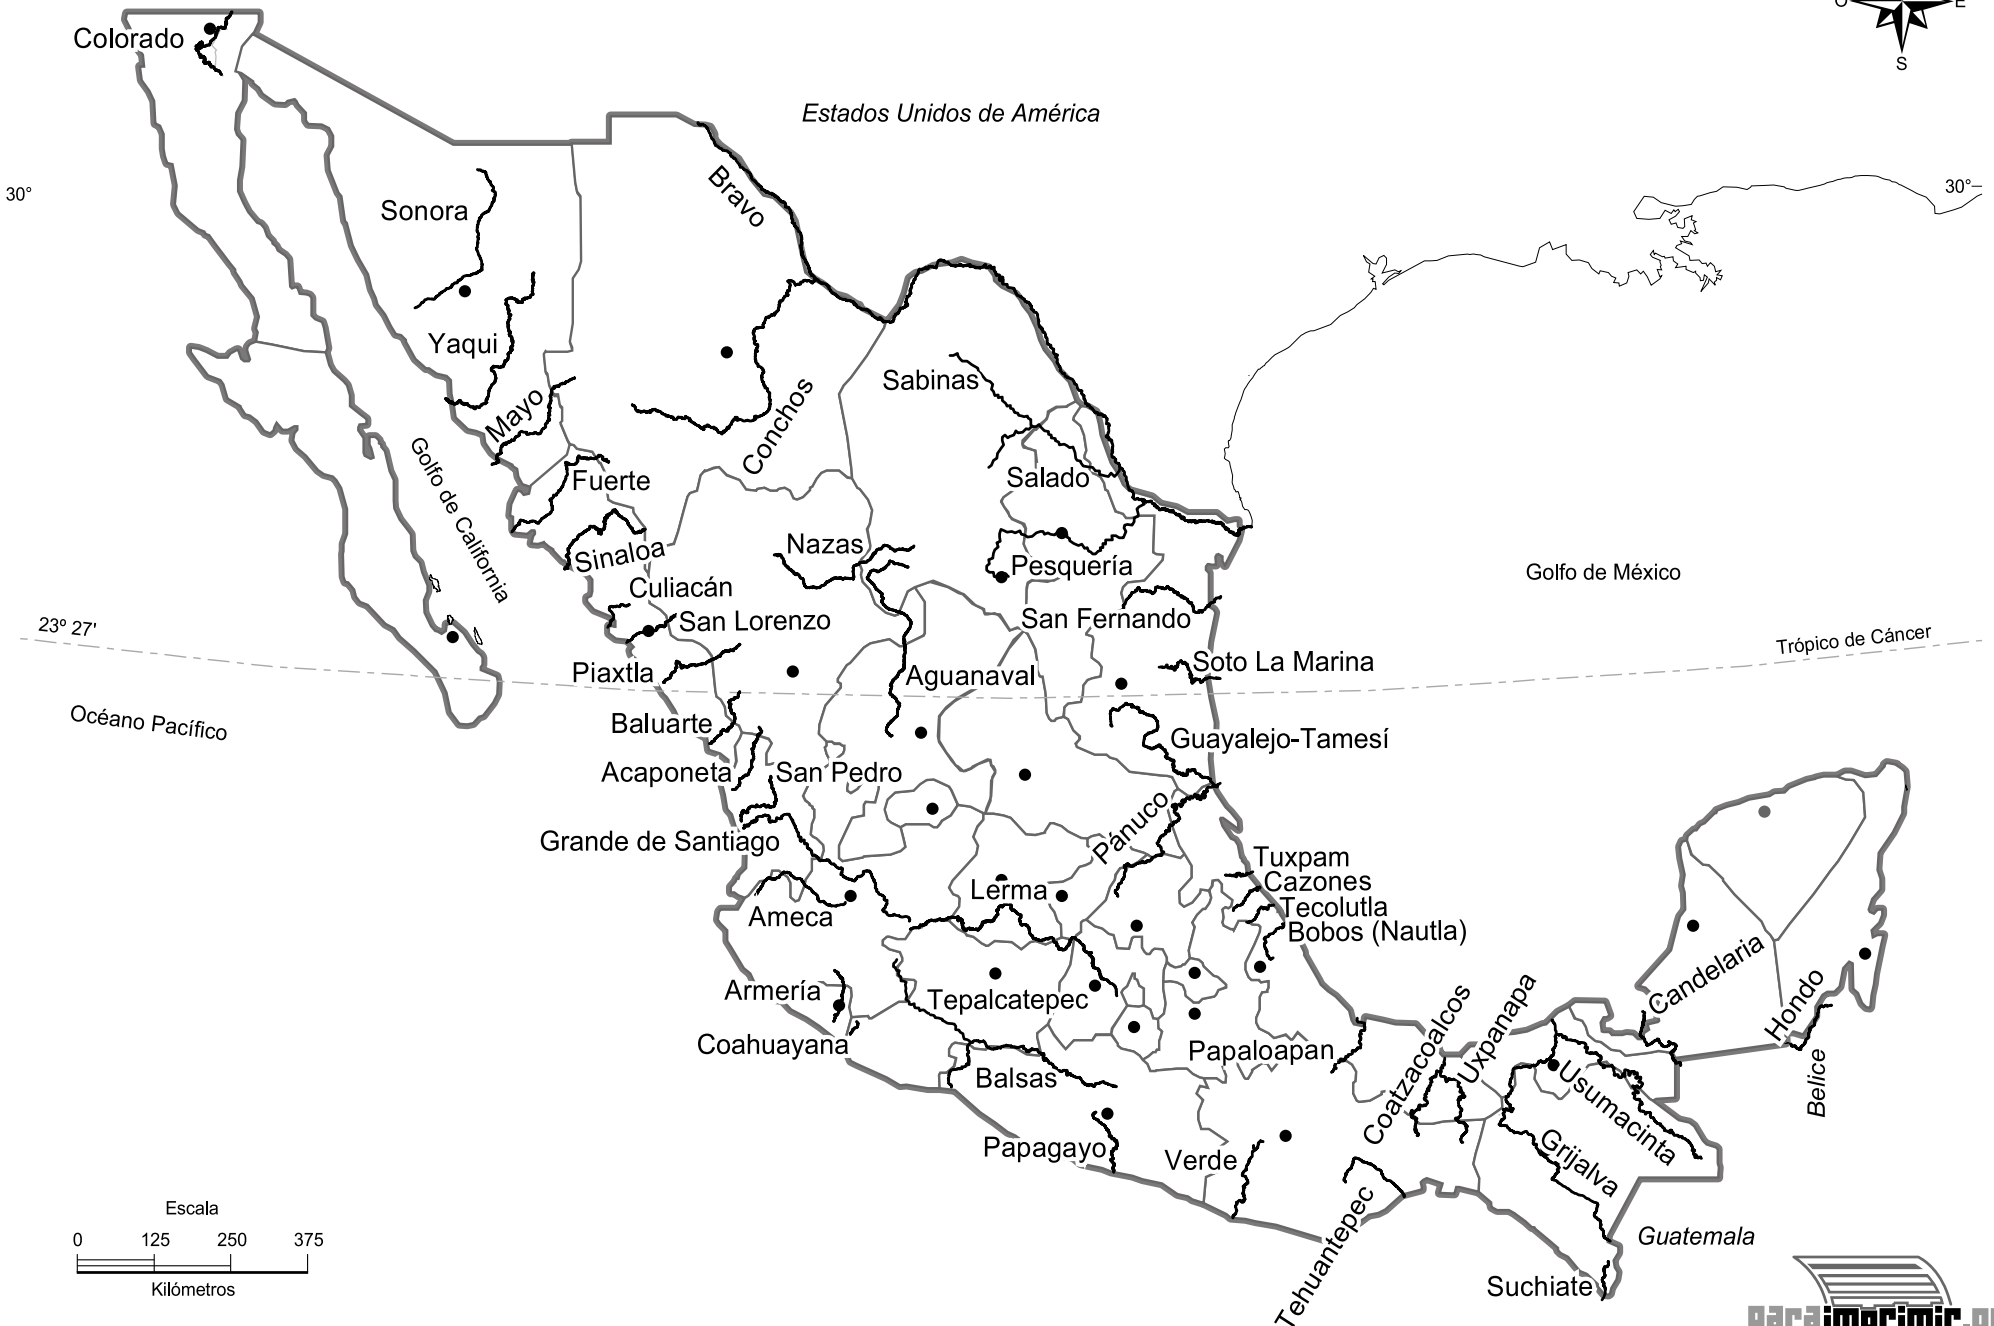 O
E
S
Colorado
Estados Unidos de América
30°
30°
Bravo
Sonora
Yaqui
Mayo
Conchos
Sabinas
Golfo de California
Fuerte
Salado
Sinaloa
Nazas
Pesquería
Golfo de México
Culiacán
San Lorenzo
San Fernando
23º 27'
Trópico de Cáncer
Piaxtla
Aguanaval
Soto La Marina
Océano Pacífico
Baluarte
Guayalejo-Tamesí
Acaponeta
San Pedro
Grande de Santiago
Pánuco
Tuxpam
Cazones
Tecolutla
Bobos (Nautla)
Lerma
Ameca
Candelaria
Hondo
Armería
Tepalcatepec
Coahuayana
Papaloapan
Coatzacoalcos
Uxpanapa
Balsas
Usumacinta
Belice
Papagayo
Verde
Grijalva
Tehuantepec
Escala
0 125 250 375
Kilómetros
Guatemala
Suchiate
paraimprimir